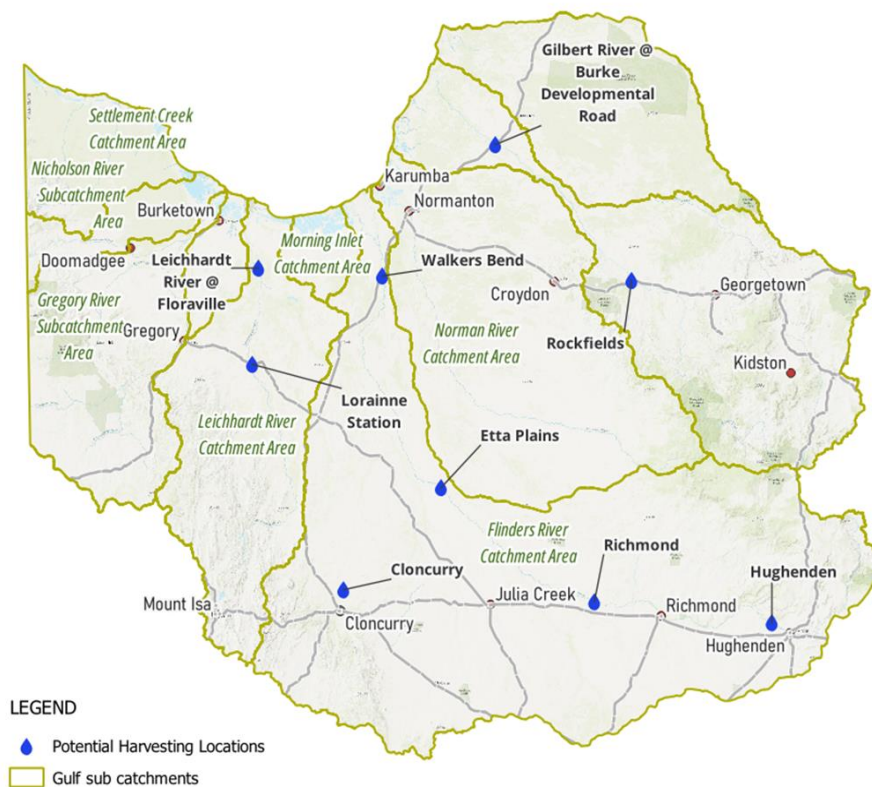 Gilbert River @
Burke
Developmental
Road
Settlement Creek
Catchment Area
Nicholson River
Subcatchment
Area
Karumba
Burketown
Normanton
Morning Inlet
Catchment Area
Doomadgee
Leichhardt
River @
Floraville
Walkers Bend
Gregory River
Subcatchment
Area
Croydon
Georgetown
Gregory
Norman River
Catchment Area
Rockfields
Kidston
Lorainne
Station
Leichhardt River
Catchment Area
Etta Plains
Flinders River
Catchment Area
Richmond
Hughenden
Cloncurry
Mount Isa
Julia Creek
Cloncurry
Richmond
Hughenden
LEGEND
Potential Harvesting Locations
Gulf sub catchments